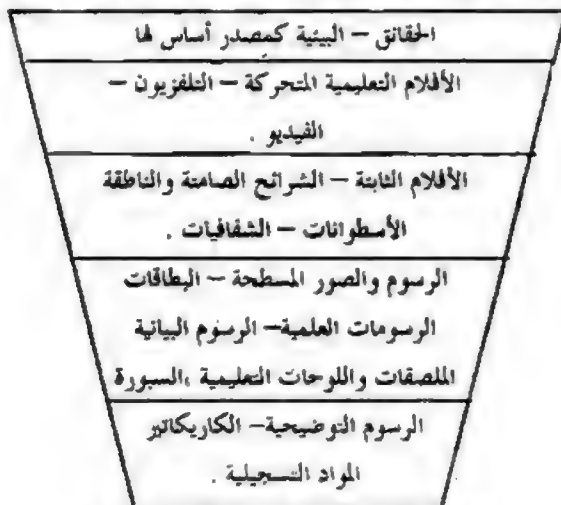 الحقائق – البيئية كمصدر أساس لها
الأفلام التعليمية المتحركة – التلفزيون –
الفيديو .
الأفلام الثابتة – الشرائح الصامتة والناطقة
الأسطوانات – الشفافيات .
الرسوم والصور المسطحة – البطاقات
الرسومات العلمية– الرسوم البيانية
الملصقات واللوحات التعليمية ،السبورة
الرسوم التوضيحية– الكاريكاتير
المواد التسجيلية .